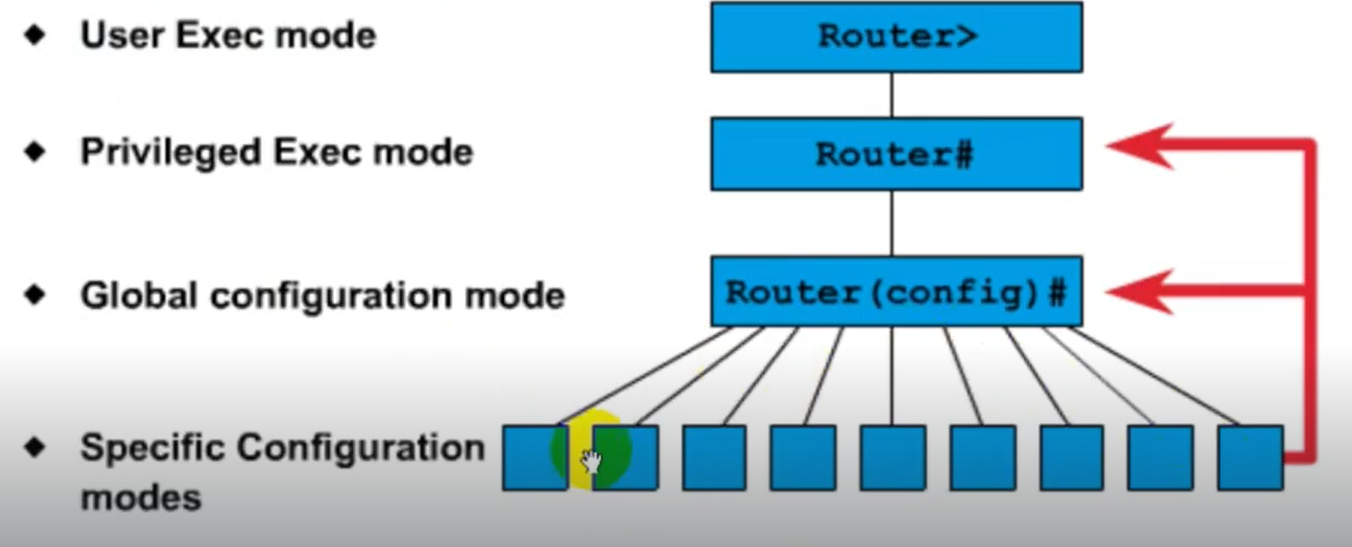 User Exec mode
Router>
Privileged Exec mode
Router#
Global configuration mode
Router(config)#
Specific Configuration
modes